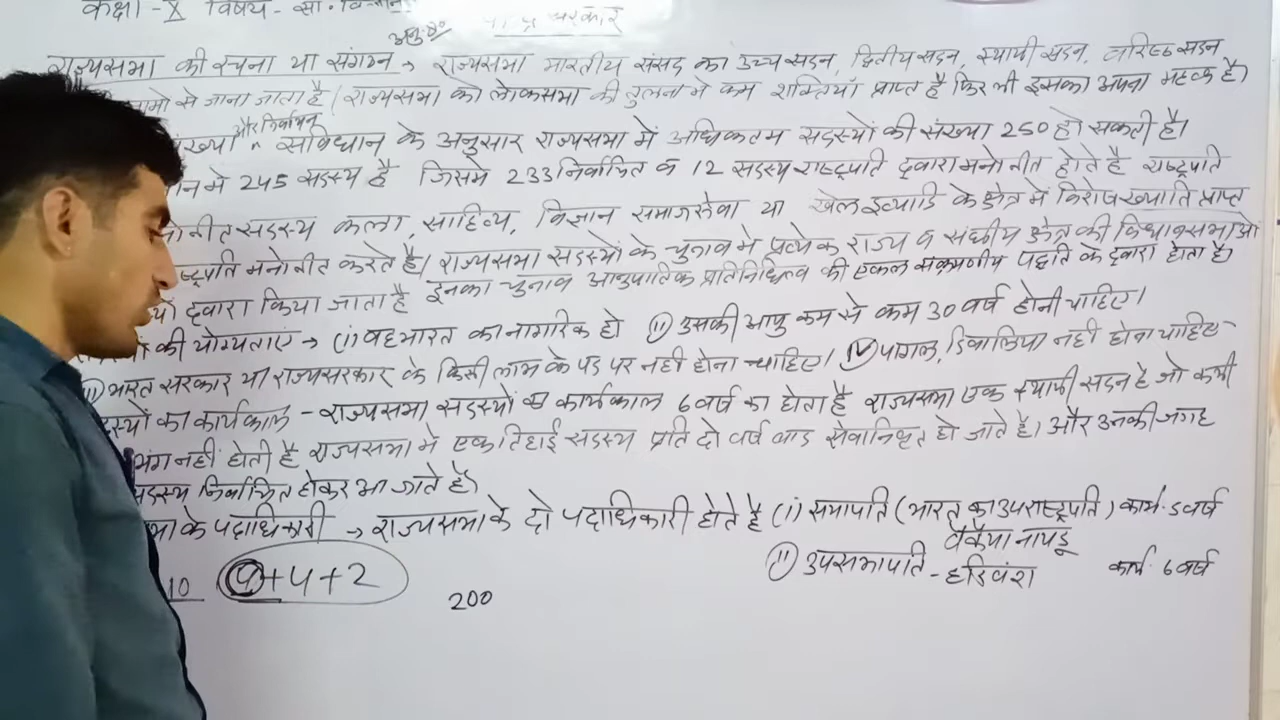 कक्षा - X विषय - सा. विज्ञान
अनु. 80 सरकार
राज्यसभा की रचना या संगठन → राज्यसभा भारतीय संसद का उच्च सदन, द्वितीय सदन, स्थायी सदन, वरिष्ठ सदन
नामो से जाना जाता है। राज्यसभा को लोकसभा की तुलना मे कम शक्तियाँ प्राप्त है फिर भी इसका अपना महत्व है।
और निर्वाचन
संविधान के अनुसार राज्यसभा में अधिकतम सदस्यों की संख्या 250 हो सकती है।
मे 245 सदस्य है जिसमे 233 निर्वाचित व 12 सदस्य राष्ट्रपति द्वारा मनोनीत होते है राष्ट्रपति
सदस्य कला, साहित्य, विज्ञान समाजसेवा या खेल इत्यादि के क्षेत्र मे विशेष ख्याति प्राप्त
मनोनीत करते है। राज्यसभा सदस्यों के चुनाव मे प्रत्येक राज्य व संघीय क्षेत्र की विधानसभाओ
द्वारा किया जाता है इनका चुनाव आनुपातिक प्रतिनिधित्व की एकल संक्रमणीय पद्धति के द्वारा होता है।
की योग्यताएं → (i) वह भारत का नागरिक हो (ii) उसकी आयु कम से कम 30 वर्ष होनी चाहिए।
भारत सरकार या राज्यसरकार के किसी लाभ के पद पर नही होना चाहिए। (iv) पागल, दिवालिया नही होना चाहिए
का कार्यकाल - राज्यसभा सदस्यों का कार्यकाल 6 वर्ष का होता है राज्यसभा एक स्थायी सदन है जो कभी
भंग नही होती है राज्यसभा मे एक तिहाई सदस्य प्रति दो वर्ष बाद सेवानिवृत हो जाते है। और उनकी जगह
सदस्य निर्वाचित होकर आ जाते है।
के पदाधिकारी → राज्यसभा के दो पदाधिकारी होते है (i) सभापति (भारत का उपराष्ट्रपति) कार्य. 5 वर्ष
वैकेया नायडू
(ii) उपसभापति - हरिवंश कार्य. 6 वर्ष
10 4+4+2
200